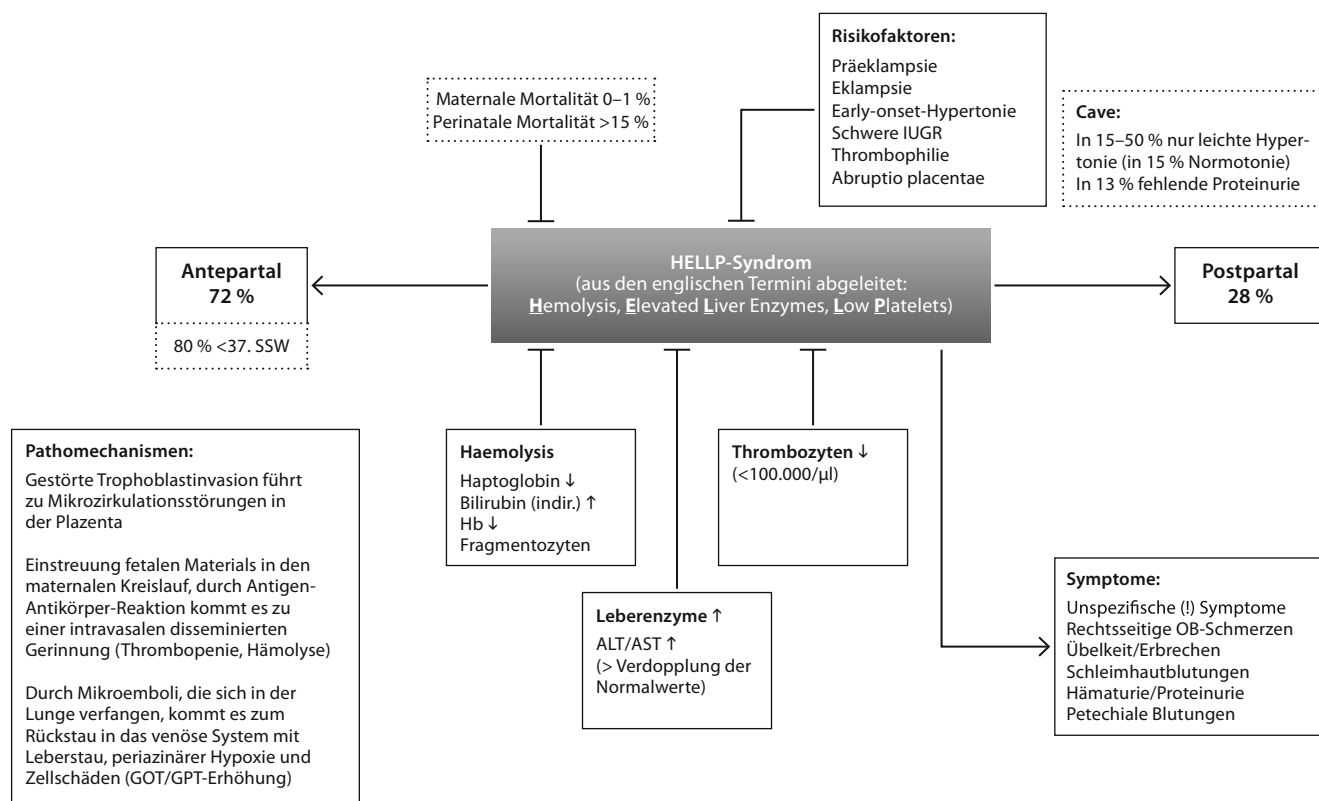 Risikofaktoren:
Präeklampsie
Eklampsie
Early-onset-Hypertonie
Schwere IUGR
Thrombophilie
Abruptio placentae
Maternale Mortalität 0–1 %
Perinatale Mortalität >15 %
Cave:
In 15–50 % nur leichte Hyper-
tonie (in 15 % Normotonie)
In 13 % fehlende Proteinurie
Antepartal
72 %
80 % <37. SSW
HELLP-Syndrom
(aus den englischen Termini abgeleitet:
Hemolysis, Elevated Liver Enzymes, Low Platelets)
Postpartal
28 %
Pathomechanismen:
Gestörte Trophoblastinvasion führt
zu Mikrozirkulationsstörungen in
der Plazenta
Einstreuung fetalen Materials in den
maternalen Kreislauf, durch Antigen-
Antikörper-Reaktion kommt es zu
einer intravasalen disseminierten
Gerinnung (Thrombopenie, Hämolyse)
Durch Mikroemboli, die sich in der
Lunge verfangen, kommt es zum
Rückstau in das venöse System mit
Leberstau, periazinärer Hypoxie und
Zellschäden (GOT/GPT-Erhöhung)
Haemolysis
Haptoglobin ↓
Bilirubin (indir.) ↑
Hb ↓
Fragmentozyten
Leberenzyme ↑
ALT/AST ↑
(> Verdopplung der
Normalwerte)
Thrombozyten ↓
(<100.000/µl)
Symptome:
Unspezifische (!) Symptome
Rechtsseitige OB-Schmerzen
Übelkeit/Erbrechen
Schleimhautblutungen
Hämaturie/Proteinurie
Petechiale Blutungen